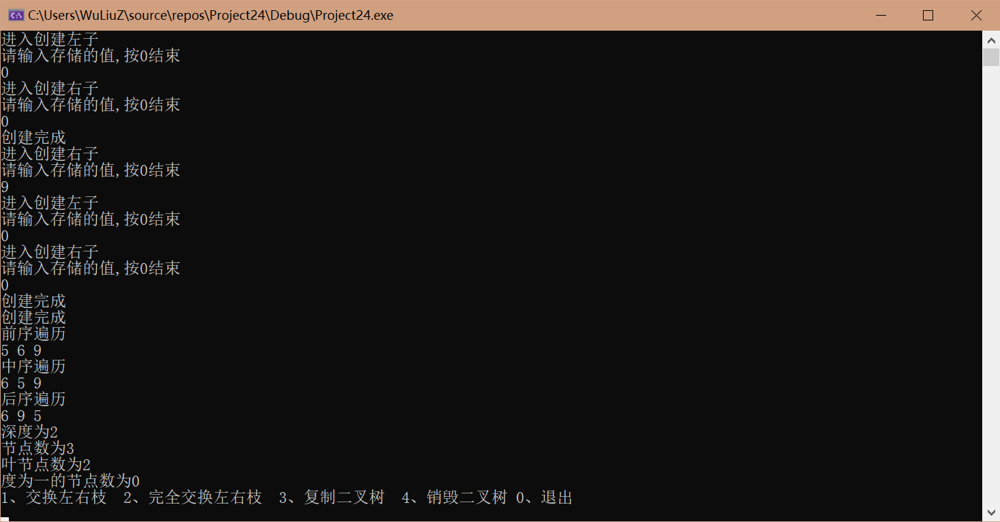 C:\Users\WuLiuZ\source\repos\Project24\Debug\Project24.exe
进入创建左子
请输入存储的值,按0结束
0
进入创建右子
请输入存储的值,按0结束
0
创建完成
进入创建右子
请输入存储的值,按0结束
9
进入创建左子
请输入存储的值,按0结束
0
进入创建右子
请输入存储的值,按0结束
0
创建完成
创建完成
前序遍历
5 6 9
中序遍历
6 5 9
后序遍历
6 9 5
深度为2
节点数为3
叶节点数为2
度为一的节点数为0
1、交换左右枝  2、完全交换左右枝  3、复制二叉树  4、销毁二叉树 0、退出